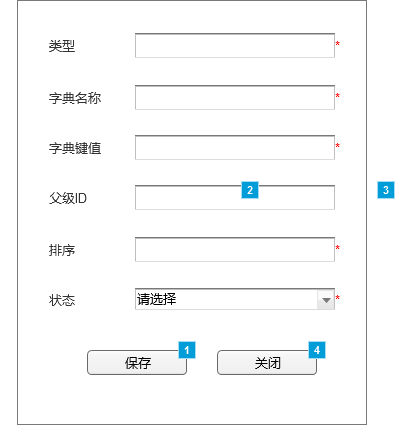 类型 *
字典名称 *
字典键值 *
父级ID 2 3
排序 *
状态 请选择 *
保存 1 关闭 4